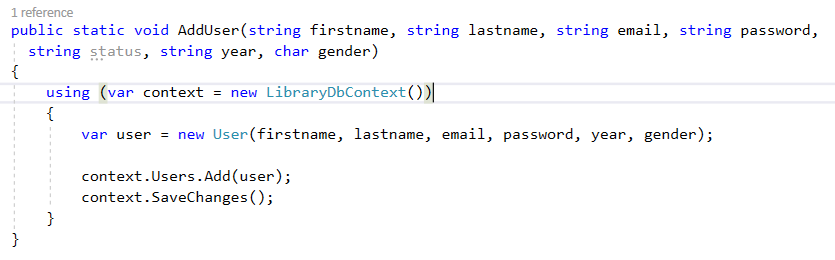 1 reference
public static void AddUser(string firstname, string lastname, string email, string password,
string status, string year, char gender)
{
using (var context = new LibraryDbContext())
{
var user = new User(firstname, lastname, email, password, year, gender);
context.Users.Add(user);
context.SaveChanges();
}
}